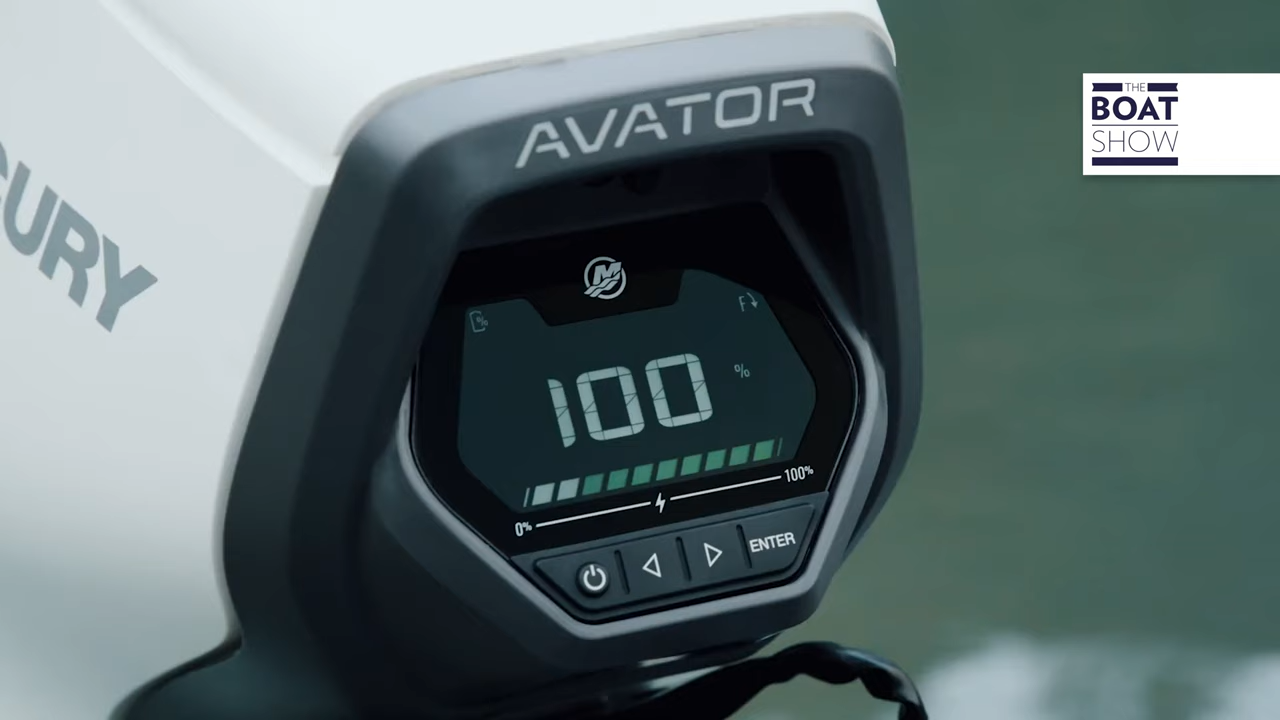 AVATOR
CURY
THE
BOAT
SHOW
M
%
F
100 %
0% 100%
ENTER